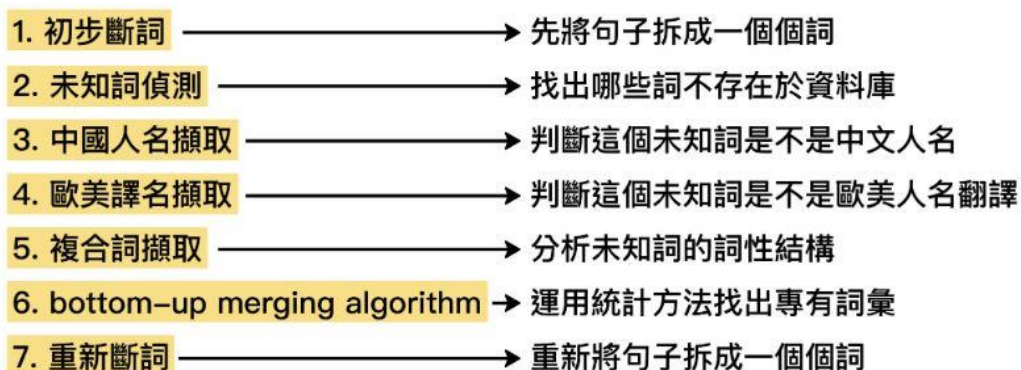 1. 初步斷詞 → 先將句子拆成一個個詞
2. 未知詞偵測 → 找出哪些詞不存在於資料庫
3. 中國人名擷取 → 判斷這個未知詞是不是中文人名
4. 歐美譯名擷取 → 判斷這個未知詞是不是歐美人名翻譯
5. 複合詞擷取 → 分析未知詞的詞性結構
6. bottom–up merging algorithm → 運用統計方法找出專有詞彙
7. 重新斷詞 → 重新將句子拆成一個個詞